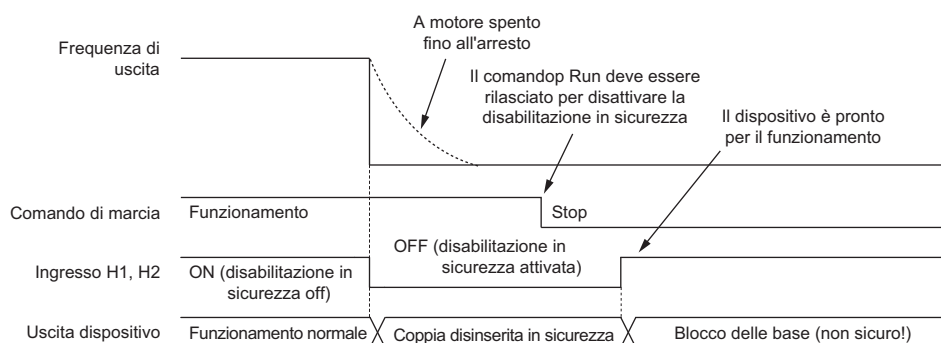 A motore spento
fino all'arresto
Frequenza di
uscita
Il comandop Run deve essere
rilasciato per disattivare la
disabilitazione in sicurezza
Il dispositivo è pronto
per il funzionamento
Comando di marcia
Funzionamento
Stop
OFF (disabilitazione in
sicurezza attivata)
Ingresso H1, H2
ON (disabilitazione in
sicurezza off)
Uscita dispositivo
Funzionamento normale
Coppia disinserita in sicurezza
Blocco delle base (non sicuro!)